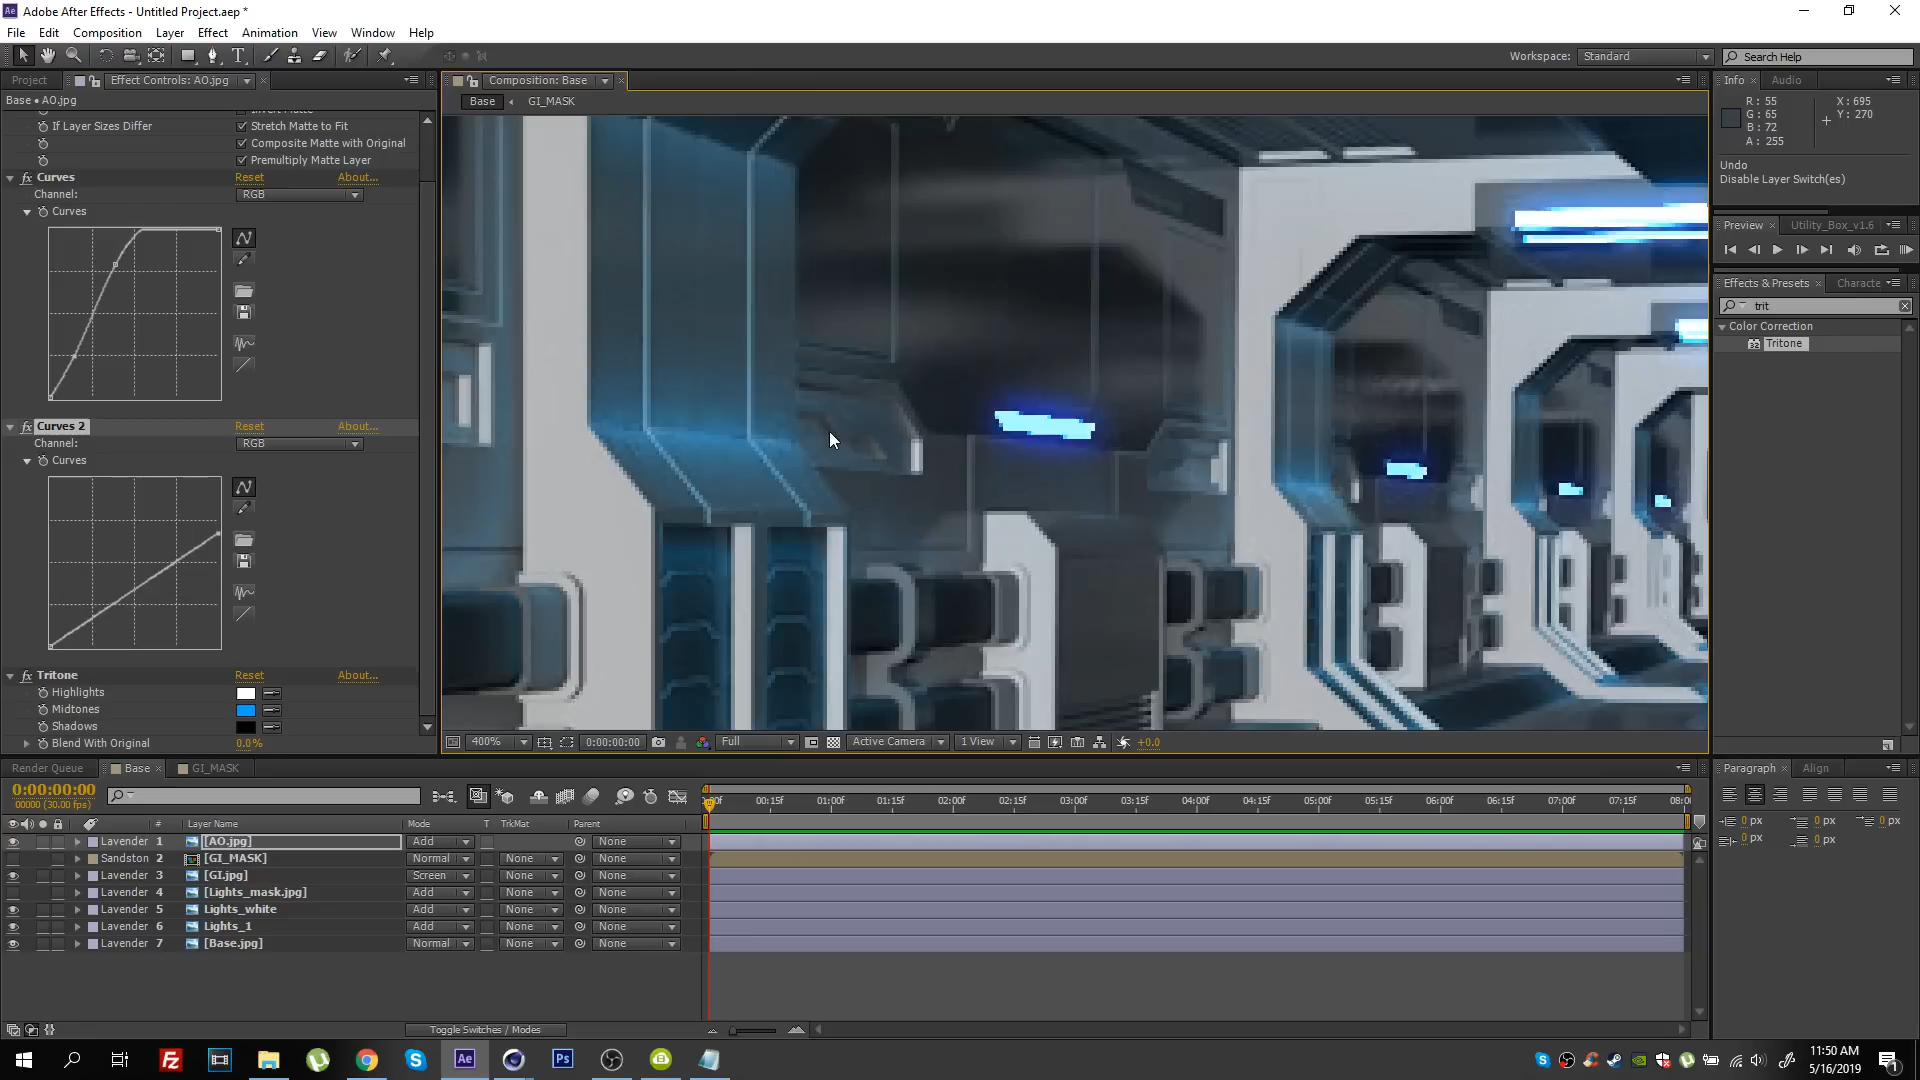 Adobe After Effects - Untitled Project.aep *
File Edit Composition Layer Effect Animation View Window Help
Workspace: Standard Search Help
Project Effect Controls: AO.jpg
Composition: Base
Info Audio
Base • AO.jpg
Base GI_MASK
R: 55 X: 695
G: 65 Y: 270
B: 72
A: 255
Undo
Disable Layer Switch(es)
Invert Matte
If Layer Sizes Differ Stretch Matte to Fit
Composite Matte with Original
Premultiply Matte Layer
fx Curves Reset About...
Channel: RGB
Curves
fx Curves 2 Reset About...
Channel: RGB
Curves
fx Tritone Reset About...
Highlights
Midtones
Shadows
Blend With Original 0.0%
Preview Utility_Box_v1.6
Effects & Presets Characte
trit
Color Correction
32 Tritone
400% 0:00:00:00 Full Active Camera 1 View +0.0
Render Queue Base GI_MASK
0:00:00:00
00000 (30.00 fps)
00f 00:15f 01:00f 01:15f 02:00f 02:15f 03:00f 03:15f 04:00f 04:15f 05:00f 05:15f 06:00f 06:15f 07:00f 07:15f 08:0
# Layer Name Mode T TrkMat Parent
Lavender 1 [AO.jpg] Add None
Sandston 2 [GI_MASK] Normal None None
Lavender 3 [GI.jpg] Screen None None
Lavender 4 [Lights_mask.jpg] Add None None
Lavender 5 Lights_white Add None None
Lavender 6 Lights_1 Add None None
Lavender 7 [Base.jpg] Normal None None
Toggle Switches / Modes
Paragraph Align
0 px 0 px 0 px
0 px 0 px
Ae Ps
11:50 AM
5/16/2019
1